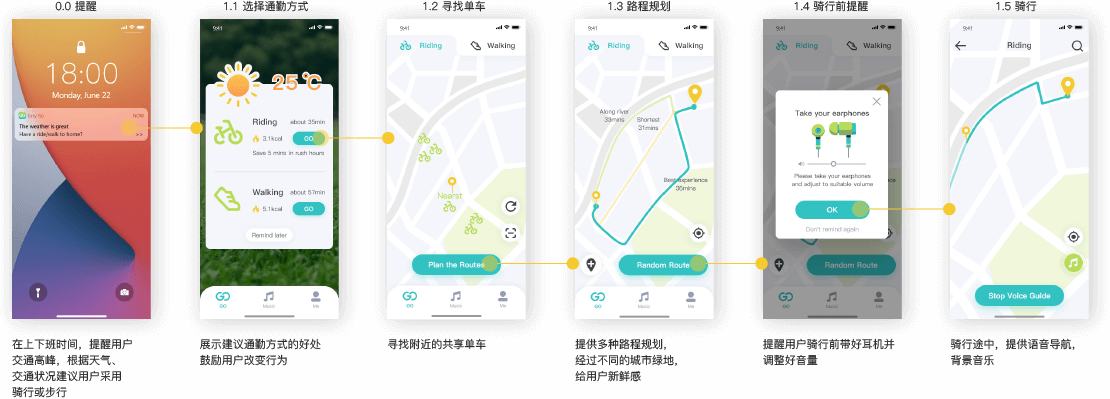 0.0 提醒
18:00
Monday, June 22
NOW
The weather is great
Have a ride/walk to home?
>>
在上下班时间，提醒用户
交通高峰，根据天气、
交通状况建议用户采用
骑行或步行
1.1 选择通勤方式
9:41
25℃
Riding
about 35min
3.1kcal
GO
Save 5 mins in rush hours
Walking
about 57min
5.1kcal
GO
Remind later
GO
Music
Me
展示建议通勤方式的好处
鼓励用户改变行为
1.2 寻找单车
9:41
Riding
Walking
Nearst
Plan the Routes
GO
Music
Me
寻找附近的共享单车
1.3 路程规划
9:41
Riding
Walking
Along river
39mins
Shortest
31mins
Best experience
36mins
Random Route
GO
Music
Me
提供多种路程规划，
经过不同的城市绿地，
给用户新鲜感
1.4 骑行前提醒
9:41
Riding
Walking
Take your earphones
Please take your earphones
and adjust to suitable volume
OK
Don't remind again
Random Route
GO
Music
Me
提醒用户骑行前带好耳机并
调整好音量
1.5 骑行
9:41
Riding
Stop Voice Guide
骑行途中，提供语音导航，
背景音乐